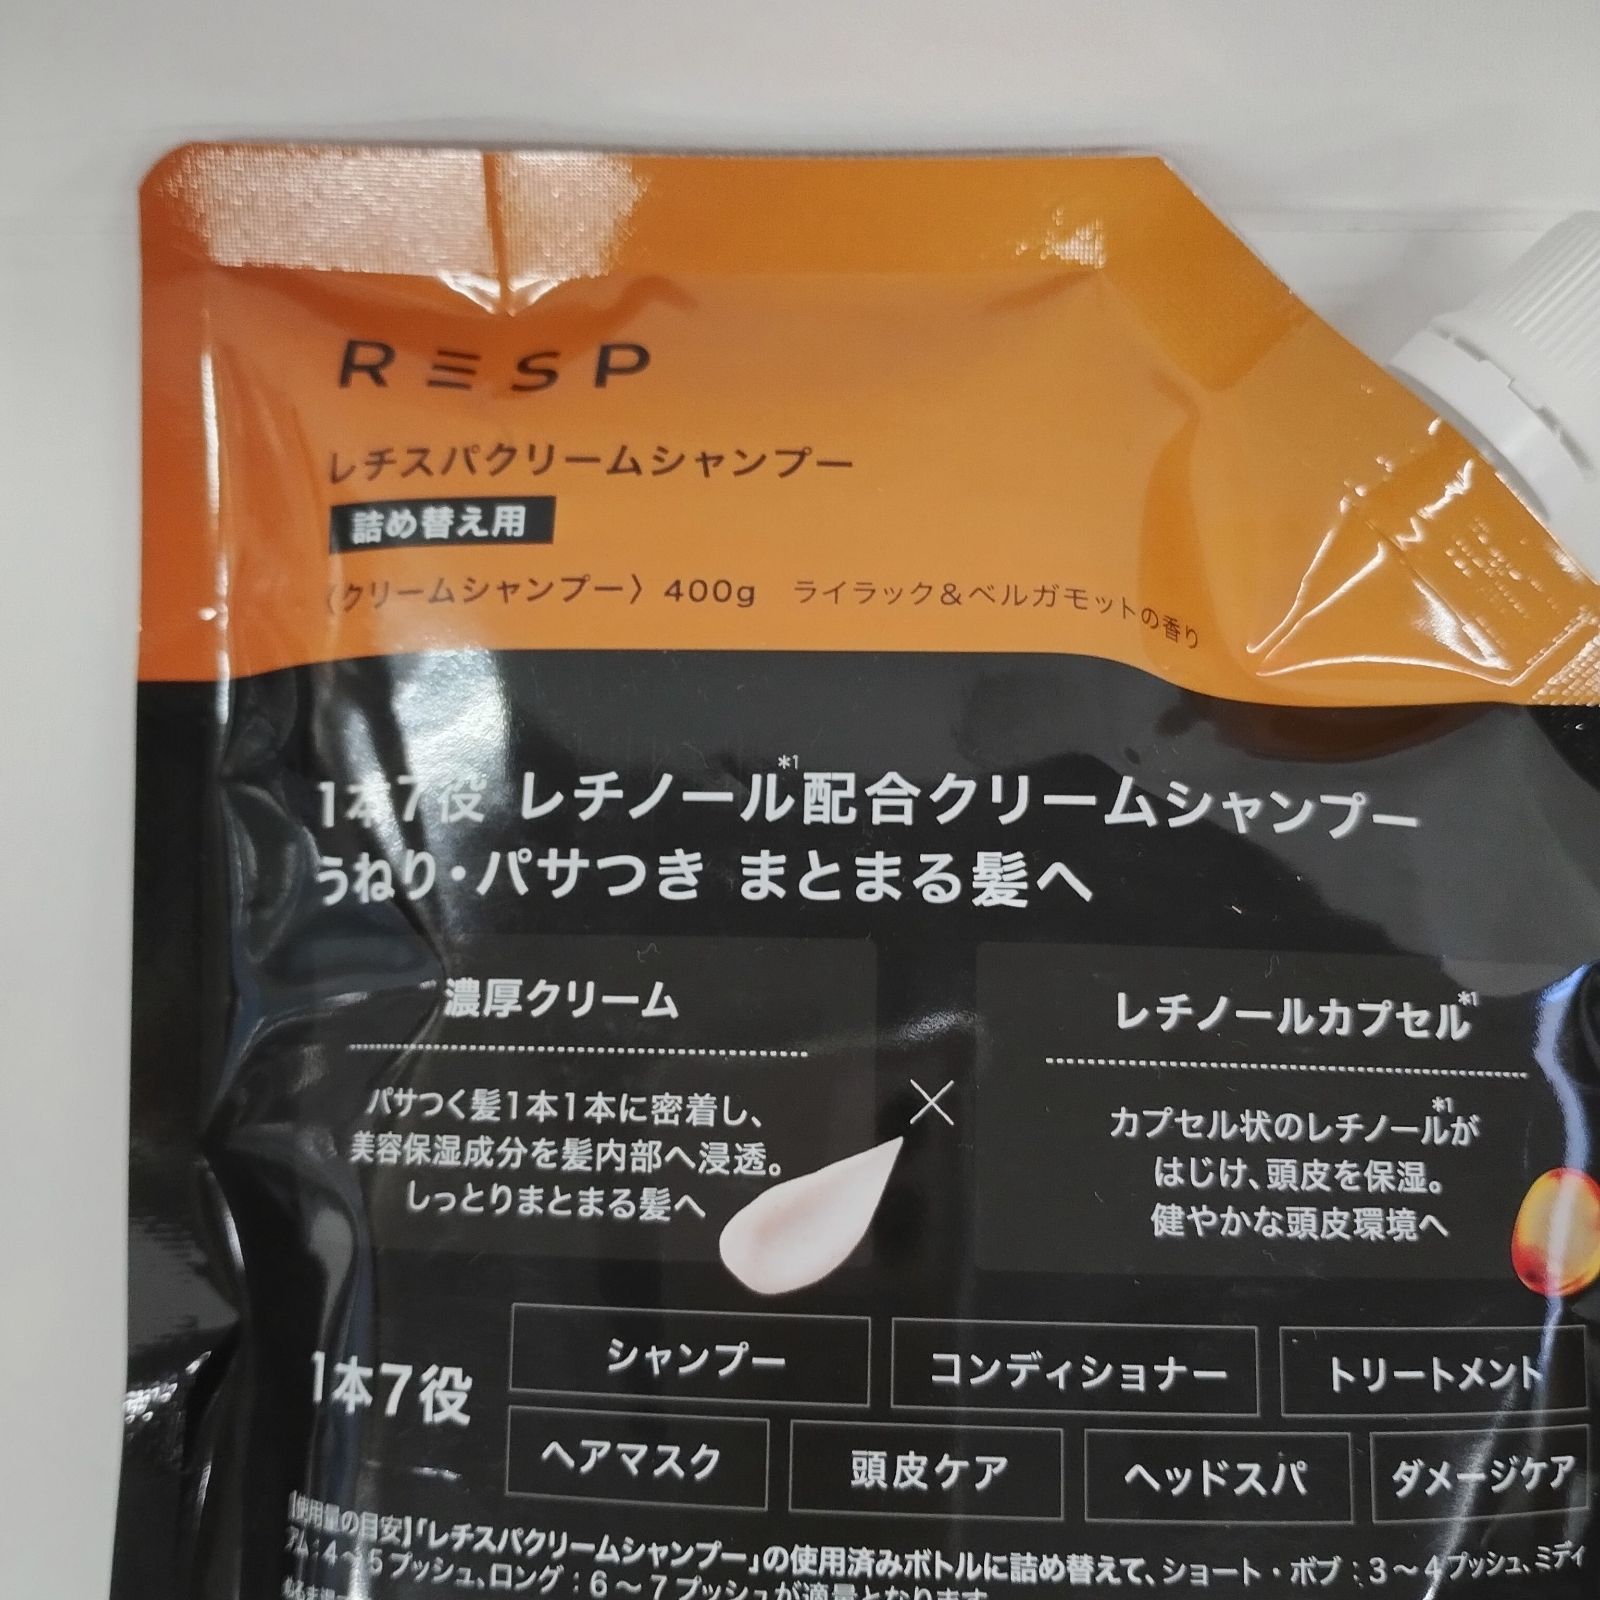 RESP
レチスパクリームシャンプー
詰め替え用
〈クリームシャンプー〉400g ライラック&ベルガモットの香り
1本7役 レチノール*1配合クリームシャンプー
うねり・パサつき まとまる髪へ
濃厚クリーム
パサつく髪1本1本に密着し、
美容保湿成分を髪内部へ浸透。
しっとりまとまる髪へ
×
レチノールカプセル*1
カプセル状のレチノール*1が
はじけ、頭皮を保湿。
健やかな頭皮環境へ
1本7役
シャンプー コンディショナー トリートメント
ヘアマスク 頭皮ケア ヘッドスパ ダメージケア
【使用量の目安】「レチスパクリームシャンプー」の使用済みボトルに詰め替えて、ショート・ボブ：3〜4プッシュ、ミディ
アム：4〜5プッシュ、ロング：6〜7プッシュが適量となります